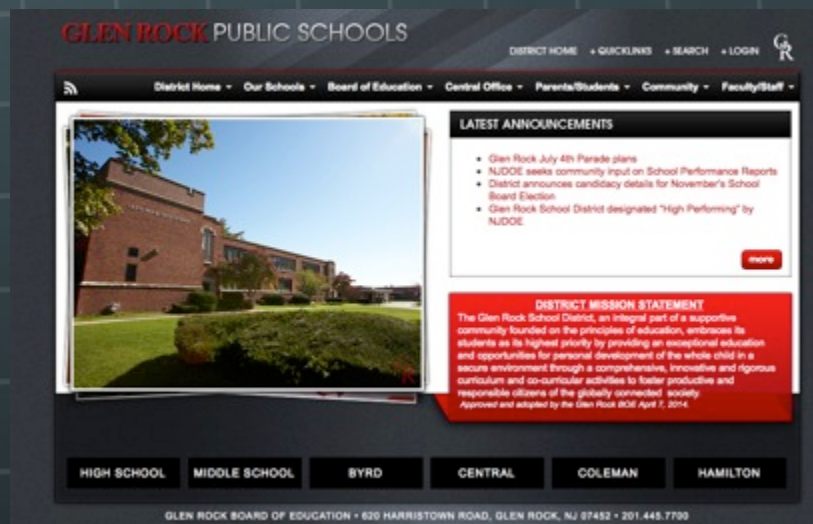 GLEN ROCK PUBLIC SCHOOLS
DISTRICT HOME + QUICKLINKS + SEARCH + LOGIN GR
District Home Our Schools Board of Education Central Office Parents/Students Community Faculty/Staff
LATEST ANNOUNCEMENTS
• Glen Rock July 4th Parade plans
• NJDOE seeks community input on School Performance Reports
• District announces candidacy details for November's School
Board Election
• Glen Rock School District designated "High Performing" by
NJDOE
more
DISTRICT MISSION STATEMENT
The Glen Rock School District, an integral part of a supportive
community founded on the principles of education, embraces its
students as its highest priority by providing an exceptional education
and opportunities for personal development of the whole child in a
secure environment through a comprehensive, innovative and rigorous
curriculum and co-curricular activities to foster productive and
responsible citizens of the globally connected society.
Approved and adopted by the Glen Rock BOE April 7, 2014.
HIGH SCHOOL MIDDLE SCHOOL BYRD CENTRAL COLEMAN HAMILTON
GLEN ROCK BOARD OF EDUCATION • 620 HARRISTOWN ROAD, GLEN ROCK, NJ 07452 • 201.445.7700